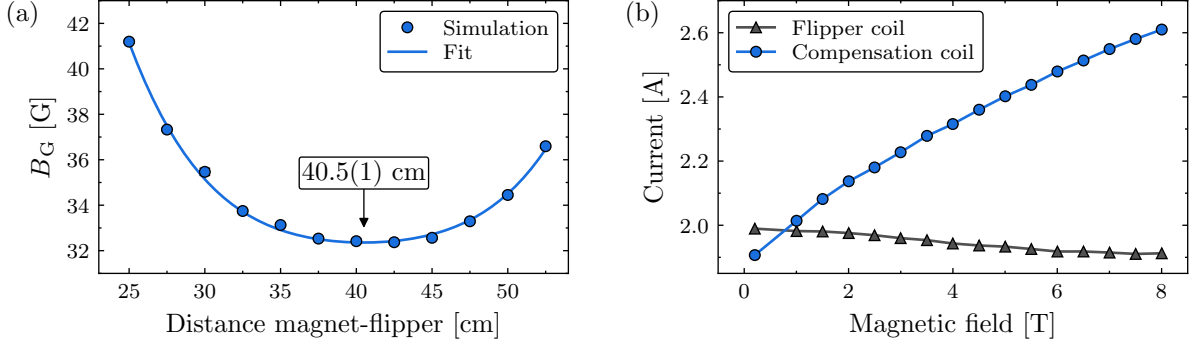 (a)
42
40
38
36
34
32
B_G [G]
Simulation
Fit
40.5(1) cm
25 30 35 40 45 50 55
Distance magnet-flipper [cm]
(b)
2.6
2.4
2.2
2.0
Current [A]
Flipper coil
Compensation coil
0 2 4 6 8
Magnetic field [T]